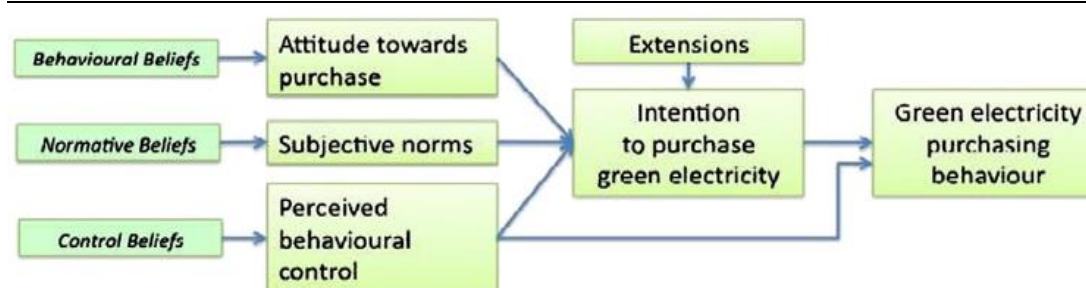 Behavioural Beliefs
Attitude towards
purchase
Extensions
Normative Beliefs
Subjective norms
Intention
to purchase
green electricity
Green electricity
purchasing
behaviour
Control Beliefs
Perceived
behavioural
control